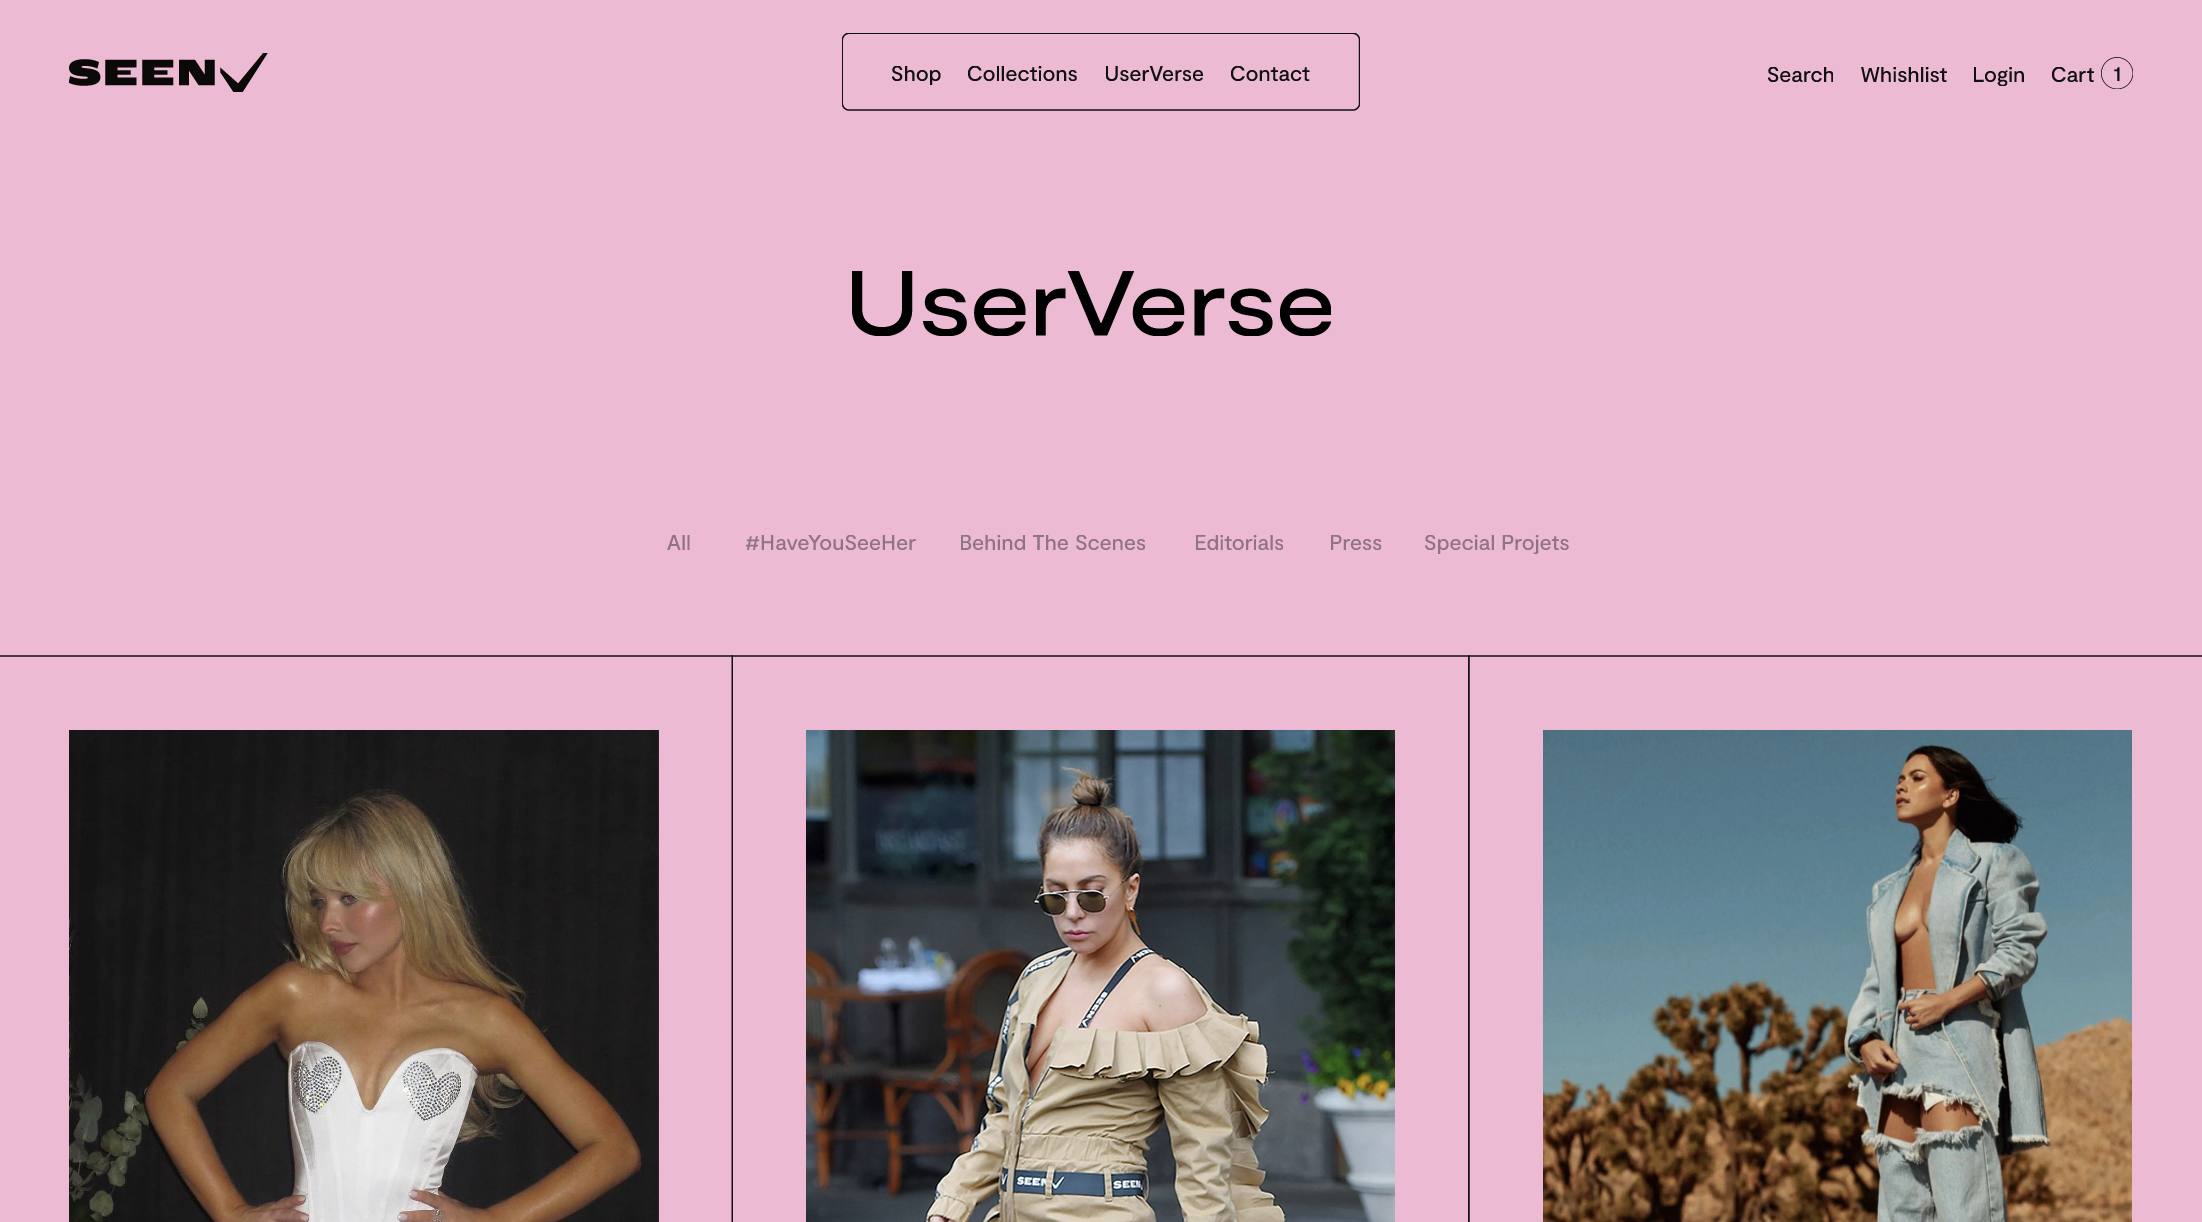 SEEN
Shop Collections UserVerse Contact
Search Whishlist Login Cart 1
UserVerse
All #HaveYouSeeHer Behind The Scenes Editorials Press Special Projets
SEEN
SEEN